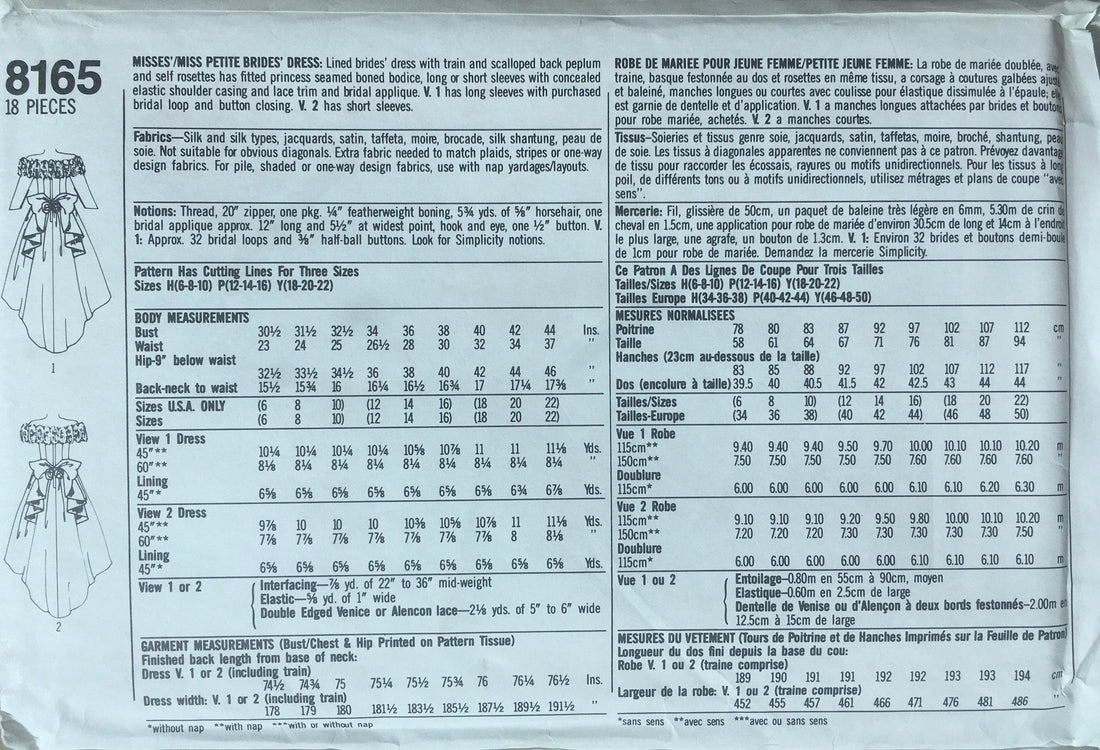 8165
18 PIECES
MISSES'/MISS PETITE BRIDES' DRESS: Lined brides' dress with train and scalloped back peplum
and self rosettes has fitted princess seamed boned bodice, long or short sleeves with concealed
elastic shoulder casing and lace trim and bridal applique. V. 1 has long sleeves with purchased
bridal loop and button closing. V. 2 has short sleeves.
Fabrics—Silk and silk types, jacquards, satin, taffeta, moire, brocade, silk shantung, peau de
soie. Not suitable for obvious diagonals. Extra fabric needed to match plaids, stripes or one-way
design fabrics. For pile, shaded or one-way design fabrics, use with nap yardages/layouts.
Notions: Thread, 20" zipper, one pkg. ¼" featherweight boning, 5¾ yds. of ⅝" horsehair, one
bridal applique approx. 12" long and 5½" at widest point, hook and eye, one ½" button. V.
1: Approx. 32 bridal loops and ⅜" half-ball buttons. Look for Simplicity notions.
Pattern Has Cutting Lines For Three Sizes
Sizes H(6-8-10) P(12-14-16) Y(18-20-22)
BODY MEASUREMENTS
Bust 30½ 31½ 32½ 34 36 38 40 42 44 Ins.
Waist 23 24 25 26½ 28 30 32 34 37 "
Hip-9" below waist
32½ 33½ 34½ 36 38 40 42 44 46 "
Back-neck to waist 15½ 15¾ 16 16¼ 16½ 16¾ 17 17¼ 17⅜ "
Sizes U.S.A. ONLY (6 8 10) (12 14 16) (18 20 22)
Sizes (6 8 10) (12 14 16) (18 20 22)
View 1 Dress
45"** 10¼ 10¼ 10¼ 10¼ 10⅝ 10⅞ 11 11 11⅛ Yds.
60"** 8⅛ 8¼ 8¼ 8¼ 8¼ 8¼ 8¼ 8¼ 8¼ "
Lining
45"* 6⅝ 6⅝ 6⅝ 6⅝ 6⅝ 6⅝ 6⅝ 6¾ 6⅞ Yds.
View 2 Dress
45"** 9⅞ 10 10 10 10⅜ 10⅝ 10⅞ 11 11⅛ Yds.
60"** 7⅞ 7⅞ 7⅞ 7⅞ 7⅞ 7⅞ 7⅞ 8 8⅛ "
Lining
45"* 6⅝ 6⅝ 6⅝ 6⅝ 6⅝ 6⅝ 6⅝ 6⅝ 6⅝ Yds.
View 1 or 2
Interfacing—⅞ yd. of 22" to 36" mid-weight
Elastic—⅝ yd. of 1" wide
Double Edged Venice or Alencon lace—2⅛ yds. of 5" to 6" wide
GARMENT MEASUREMENTS (Bust/Chest & Hip Printed on Pattern Tissue)
Finished back length from base of neck:
Dress V. 1 or 2 (including train)
74½ 74¾ 75 75¼ 75½ 75¾ 76 76¼ 76½ Ins.
Dress width: V. 1 or 2 (including train)
178 179 180 181½ 183½ 185½ 187½ 189½ 191½ "
*without nap **with nap ***with or without nap
1
2
ROBE DE MARIEE POUR JEUNE FEMME/PETITE JEUNE FEMME: La robe de mariée doublée,
traine, basque festonnée au dos et rosettes en même tissu, a corsage à coutures galbées
et baleiné, manches longues ou courtes avec coulisse pour élastique dissimulée à l'épaule;
est garnie de dentelle et d'application. V. 1 a manches longues attachées par brides et
pour robe mariée, achetés. V. 2 a manches courtes.
Tissus-Soieries et tissus genre soie, jacquards, satin, taffetas, moire, broché, shantung, peau
de soie. Les tissus à diagonales apparentes ne conviennent pas à ce patron. Prévoyez davantage
de tissu pour raccorder les écossais, rayures ou motifs unidirectionnels. Pour les tissus à
poil, de différents tons ou à motifs unidirectionnels, utilisez métrages et plans de coupe
sens".
Mercerie: Fil, glissière de 50cm, un paquet de baleine très légère en 6mm, 5.30m de crin de
cheval en 1.5cm, une application pour robe de mariée d'environ 30.5cm de long et 14cm à
le plus large, une agrafe, un bouton de 1.3cm. V. 1: Environ 32 brides et boutons demi-boule
de 1cm pour robe de mariée. Demandez la mercerie Simplicity.
Ce Patron A Des Lignes De Coupe Pour Trois Tailles
Tailles/Sizes H(6-8-10) P(12-14-16) Y(18-20-22)
Tailles Europe H(34-36-38) P(40-42-44) Y(46-48-50)
MESURES NORMALISEES
Poitrine 78 80 83 87 92 97 102 107 112 cm
Taille 58 61 64 67 71 76 81 87 94 "
Hanches (23cm au-dessous de la taille)
83 85 88 92 97 102 107 112 117 "
Dos (encolure à taille) 39.5 40 40.5 41.5 42 42.5 43 44 44 "
Tailles/Sizes (6 8 10) (12 14 16) (18 20 22)
Tailles-Europe (34 36 38) (40 42 44) (46 48 50)
Vue 1 Robe
115cm** 9.40 9.40 9.40 9.50 9.70 10.00 10.10 10.10 10.20 m
150cm** 7.50 7.50 7.50 7.50 7.50 7.60 7.60 7.60 7.60 "
Doublure
115cm* 6.00 6.00 6.00 6.00 6.00 6.10 6.10 6.20 6.30 m
Vue 2 Robe
115cm** 9.10 9.10 9.10 9.20 9.50 9.80 10.00 10.10 10.20 m
150cm** 7.20 7.20 7.20 7.30 7.30 7.30 7.30 7.30 7.50 "
Doublure
115cm* 6.00 6.00 6.00 6.00 6.00 6.10 6.10 6.10 6.10 m
Vue 1 ou 2
Entoilage-0.80m en 55cm à 90cm, moyen
Elastique-0.60m en 2.5cm de large
Dentelle de Venise ou d'Alençon à deux bords festonnés-2.00m
12.5cm à 15cm de large
MESURES DU VETEMENT (Tours de Poitrine et de Hanches Imprimés sur la Feuille de Patron)
Longueur du dos fini depuis la base du cou:
Robe V. 1 ou 2 (traine comprise)
189 190 191 191 192 192 193 193 194 cm
Largeur de la robe: V. 1 ou 2 (traine comprise)
452 455 457 461 466 471 476 481 486 "
*sans sens **avec sens ***avec ou sans sens